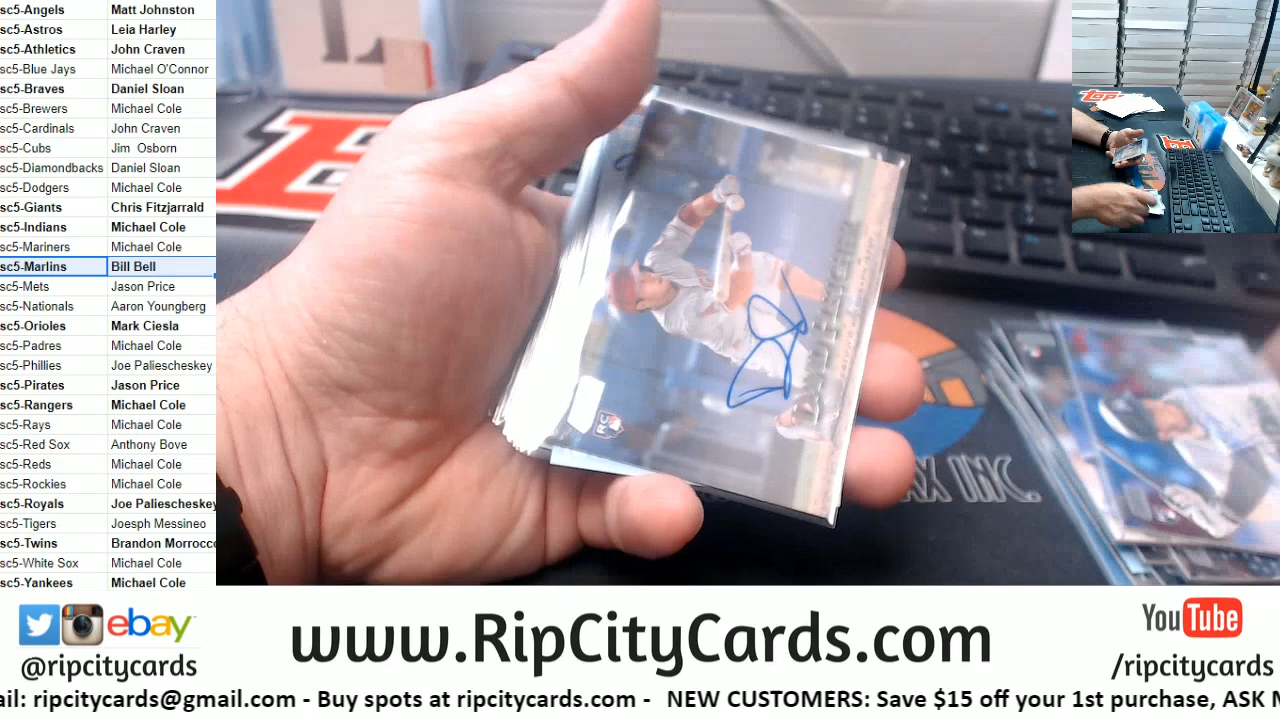 sc5-Angels Matt Johnston
sc5-Astros Leia Harley
sc5-Athletics John Craven
sc5-Blue Jays Michael O'Connor
sc5-Braves Daniel Sloan
sc5-Brewers Michael Cole
sc5-Cardinals John Craven
sc5-Cubs Jim Osborn
sc5-Diamondbacks Daniel Sloan
sc5-Dodgers Michael Cole
sc5-Giants Chris Fitzjarrald
sc5-Indians Michael Cole
sc5-Mariners Michael Cole
sc5-Marlins Bill Bell
sc5-Mets Jason Price
sc5-Nationals Aaron Youngberg
sc5-Orioles Mark Ciesla
sc5-Padres Michael Cole
sc5-Phillies Joe Paliescheskey
sc5-Pirates Jason Price
sc5-Rangers Michael Cole
sc5-Rays Michael Cole
sc5-Red Sox Anthony Bove
sc5-Reds Michael Cole
sc5-Rockies Michael Cole
sc5-Royals Joe Paliescheskey
sc5-Tigers Joesph Messineo
sc5-Twins Brandon Morrocco
sc5-White Sox Michael Cole
sc5-Yankees Michael Cole
RC
INC.
ebay
@ripcitycards
www.RipCityCards.com
YouTube
/ripcitycards
ail: ripcitycards@gmail.com - Buy spots at ripcitycards.com - NEW CUSTOMERS: Save $15 off your 1st purchase, ASK